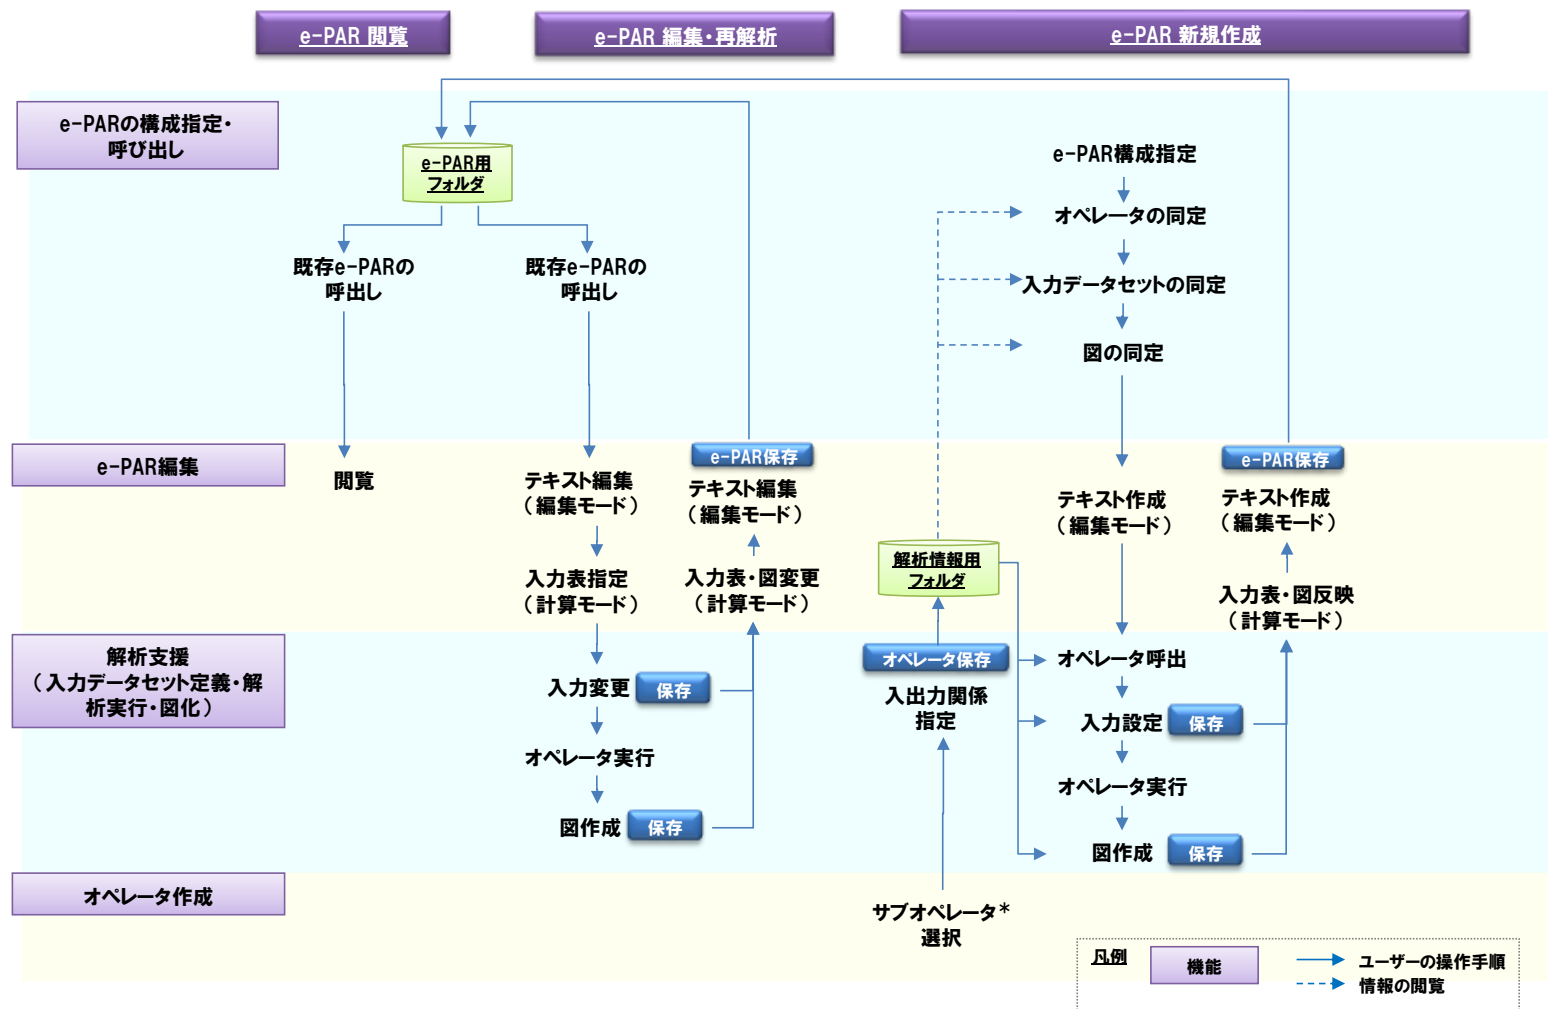 e-PAR 閲覧
e-PAR 編集・再解析
e-PAR 新規作成
e-PARの構成指定・
呼び出し
e-PAR用
フォルダ
既存e-PARの
呼出し
既存e-PARの
呼出し
e-PAR構成指定
オペレータの同定
入力データセットの同定
図の同定
e-PAR編集
閲覧
テキスト編集
（編集モード）
入力表指定
（計算モード）
e-PAR保存
テキスト編集
（編集モード）
入力表・図変更
（計算モード）
解析情報用
フォルダ
テキスト作成
（編集モード）
e-PAR保存
テキスト作成
（編集モード）
入力表・図反映
（計算モード）
解析支援
（入力データセット定義・解
析実行・図化）
入力変更
保存
オペレータ実行
図作成
保存
オペレータ保存
入出力関係
指定
オペレータ呼出
入力設定
保存
オペレータ実行
図作成
保存
オペレータ作成
サブオペレータ*
選択
凡例
機能
ユーザーの操作手順
情報の閲覧